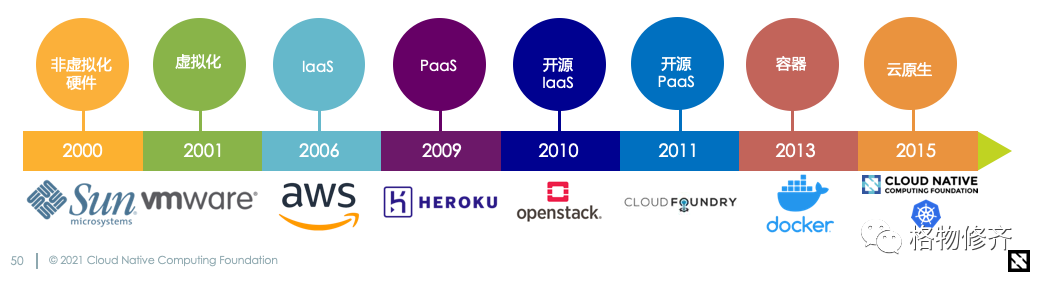 非虚拟化
硬件
虚拟化
IaaS
PaaS
开源
IaaS
开源
PaaS
容器
云原生
2000
2001
2006
2009
2010
2011
2013
2015
Sun
microsystems
vmware®
aws
HEROKU
openstack.
CLOUD FOUNDRY
docker
CLOUD NATIVE
COMPUTING FOUNDATION
格物修齐
50
© 2021 Cloud Native Computing Foundation